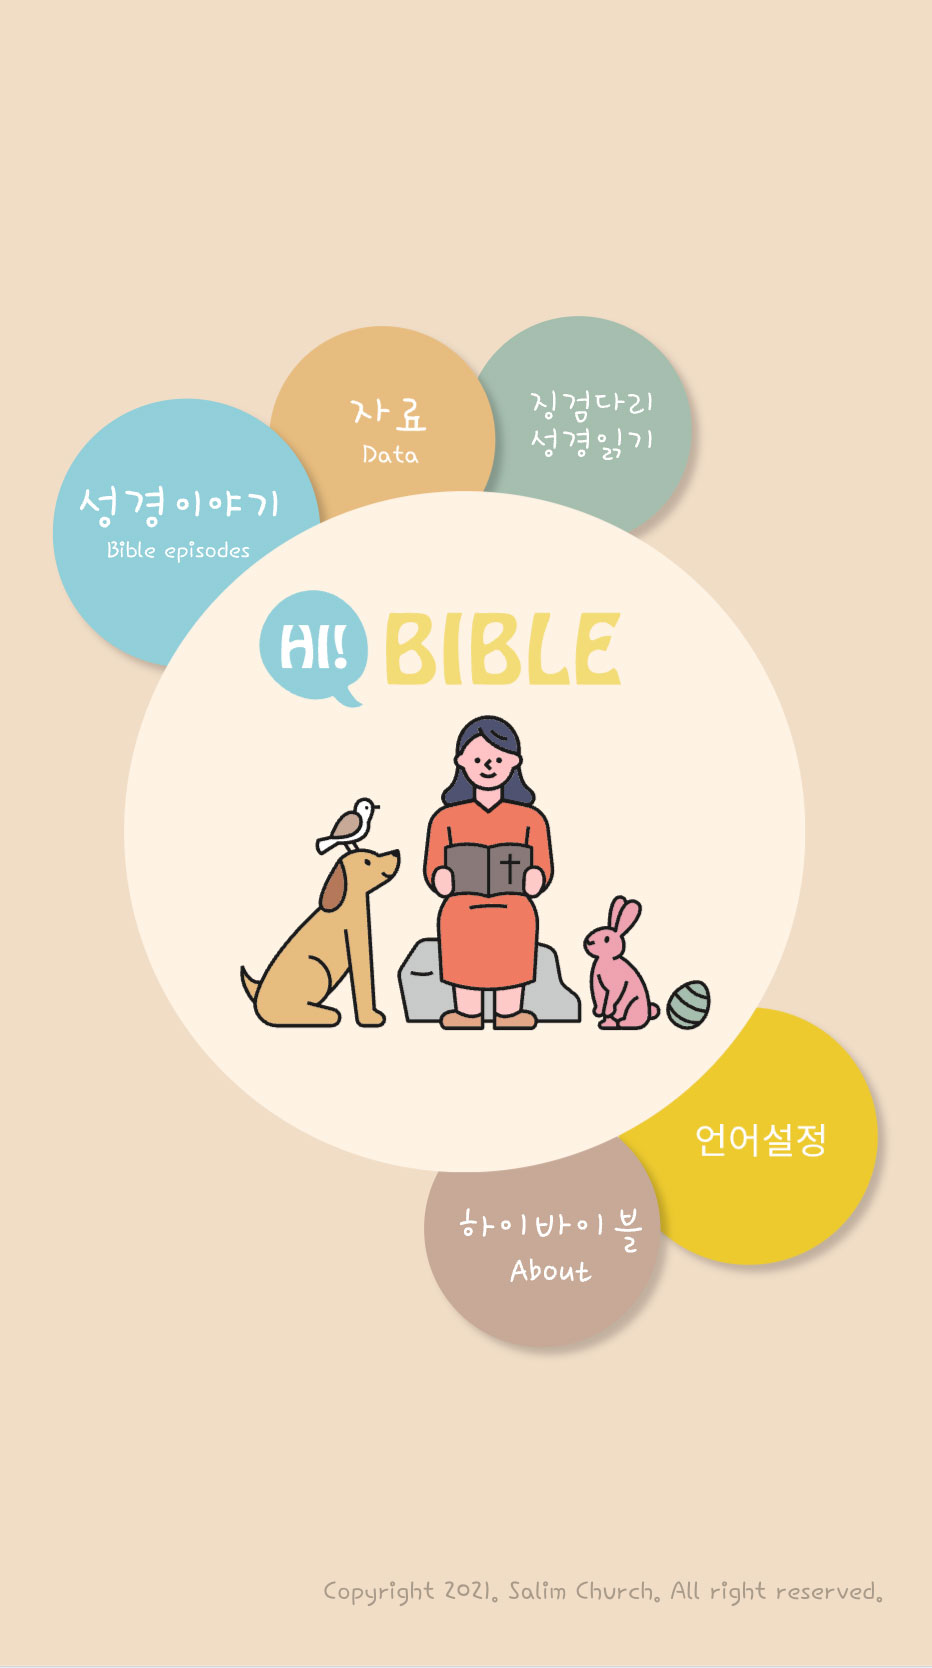 자료
Data
징검다리
성경읽기
성경이야기
Bible episodes
HI! BIBLE
언어설정
하이바이블
About
Copyright 2021. Salim Church. All right reserved.